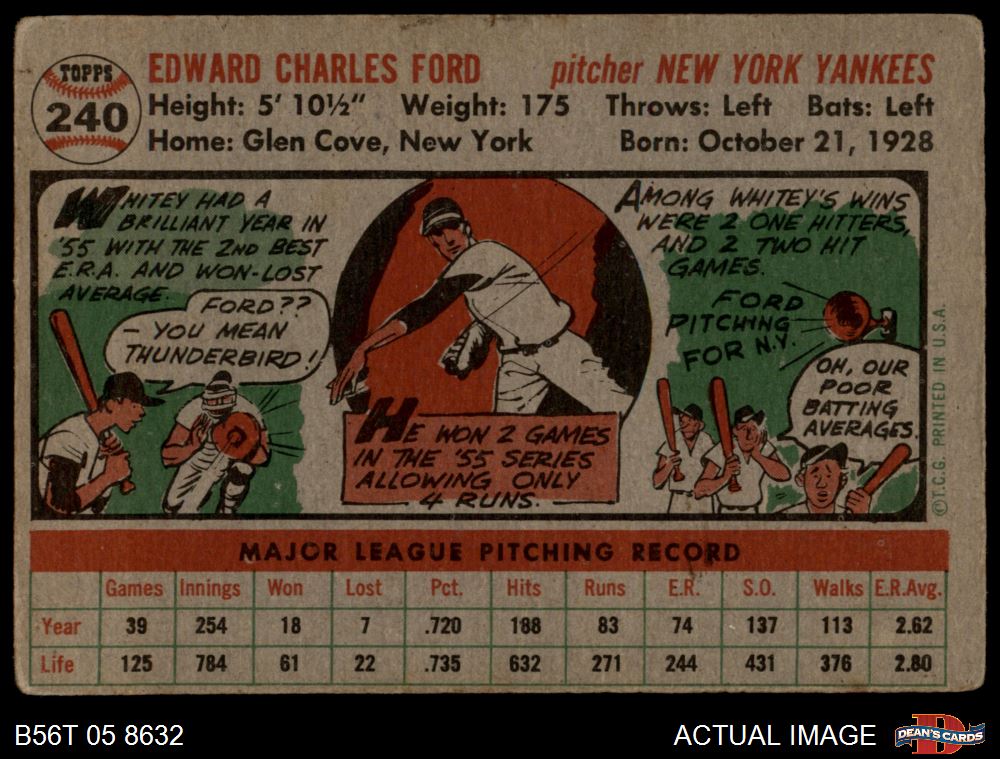 TOPPS
240
EDWARD CHARLES FORD pitcher NEW YORK YANKEES
Height: 5' 10½" Weight: 175 Throws: Left Bats: Left
Home: Glen Cove, New York Born: October 21, 1928
WHITEY HAD A
BRILLIANT YEAR IN
'55 WITH THE 2ND BEST
E.R.A. AND WON-LOST
AVERAGE.
FORD??
- YOU MEAN
THUNDERBIRD!
HE WON 2 GAMES
IN THE '55 SERIES
ALLOWING ONLY
4 RUNS.
AMONG WHITEY'S WINS
WERE 2 ONE HITTERS,
AND 2 TWO HIT
GAMES.
FORD
PITCHING
FOR N.Y.
OH, OUR
POOR
BATTING
AVERAGES.
©T.C.G. PRINTED IN U.S.A.
MAJOR LEAGUE PITCHING RECORD
Games Innings Won Lost Pct. Hits Runs E.R. S.O. Walks E.R.Avg.
Year 39 254 18 7 .720 188 83 74 137 113 2.62
Life 125 784 61 22 .735 632 271 244 431 376 2.80
B56T 05 8632 ACTUAL IMAGE
D
DEAN'S CARDS